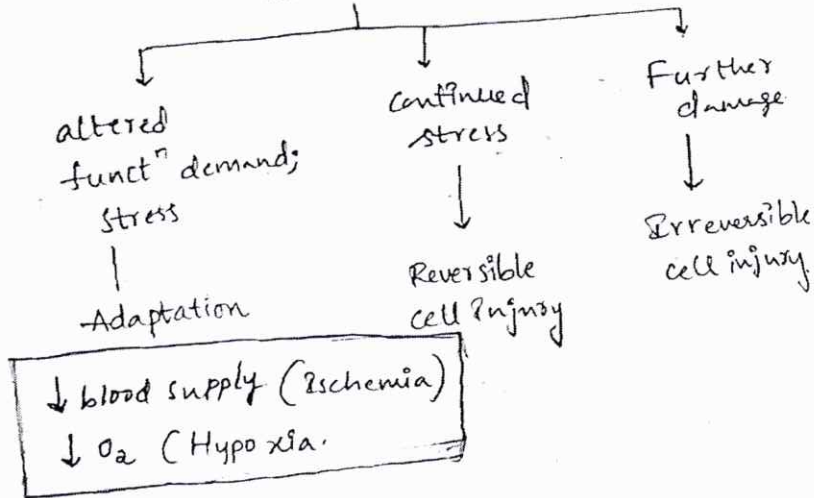 altered
funct^n demand;
stress
Adaptation
Continued
stress
Reversible
cell injury
Further
damage
Irreversible
cell injury.
↓ blood supply (Ischemia)
↓ O₂ (Hypoxia.